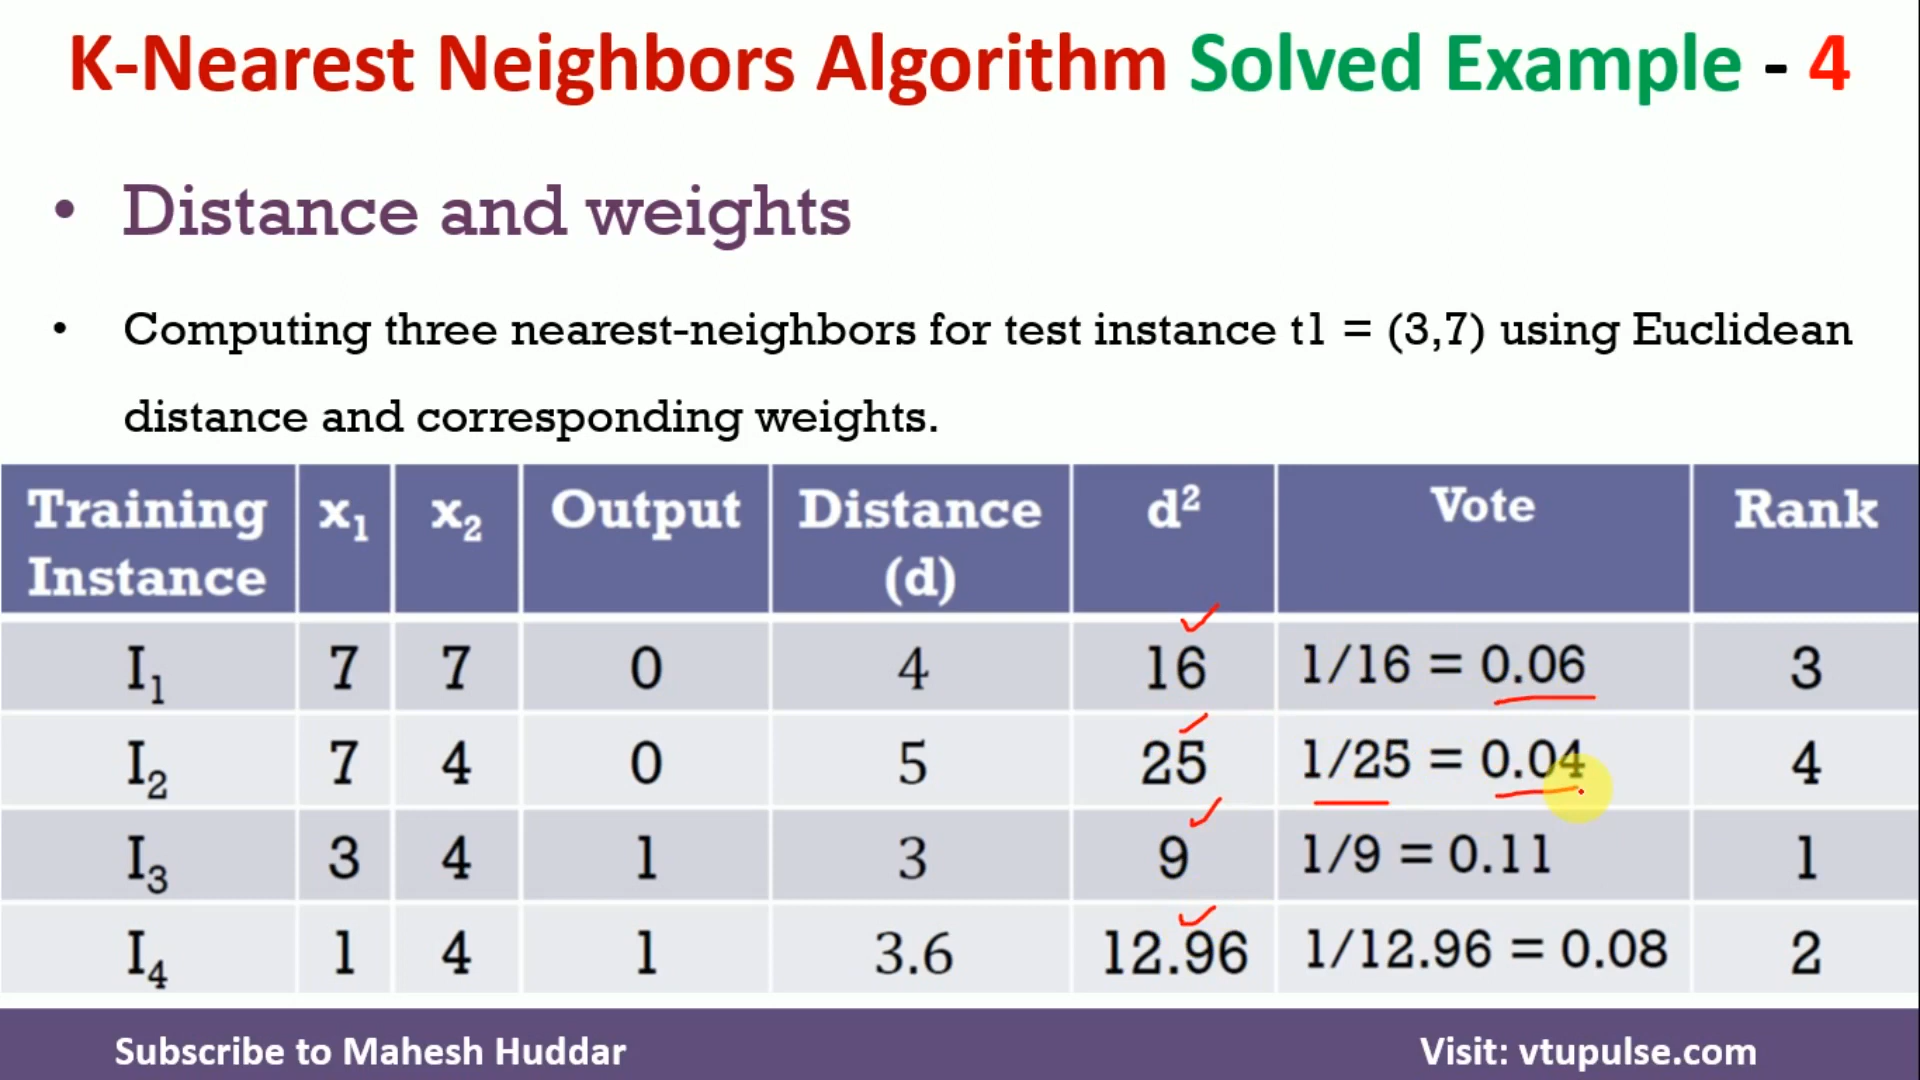 K-Nearest Neighbors Algorithm Solved Example - 4
• Distance and weights
• Computing three nearest-neighbors for test instance t1 = (3,7) using Euclidean
distance and corresponding weights.
Training Instance x₁ x₂ Output Distance (d) d² Vote Rank
I₁ 7 7 0 4 16 1/16 = 0.06 3
I₂ 7 4 0 5 25 1/25 = 0.04 4
I₃ 3 4 1 3 9 1/9 = 0.11 1
I₄ 1 4 1 3.6 12.96 1/12.96 = 0.08 2
Subscribe to Mahesh Huddar Visit: vtupulse.com